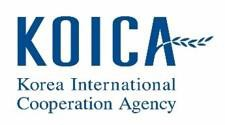 KOICA
Korea International
Cooperation Agency